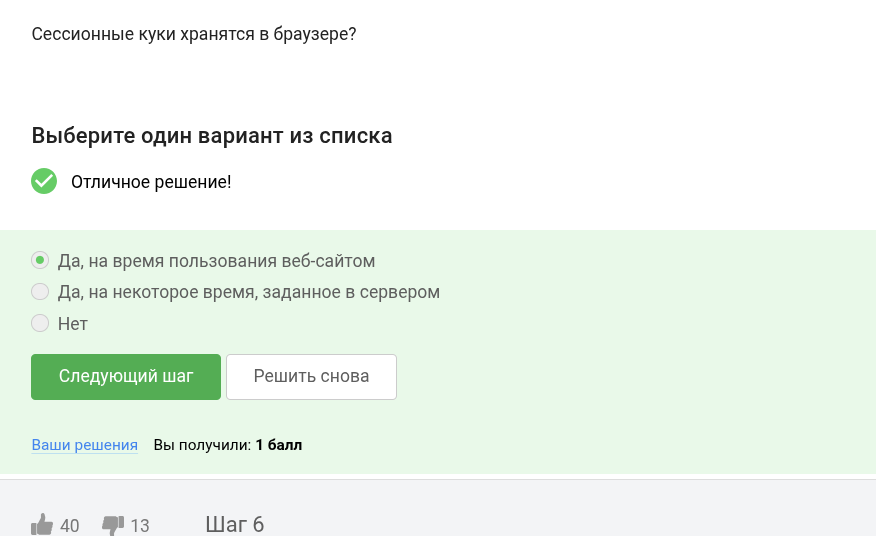 Сессионные куки хранятся в браузере?
Выберите один вариант из списка
Отличное решение!
Да, на время пользования веб-сайтом
Да, на некоторое время, заданное в сервером
Нет
Следующий шаг Решить снова
Ваши решения Вы получили: 1 балл
40 13 Шаг 6